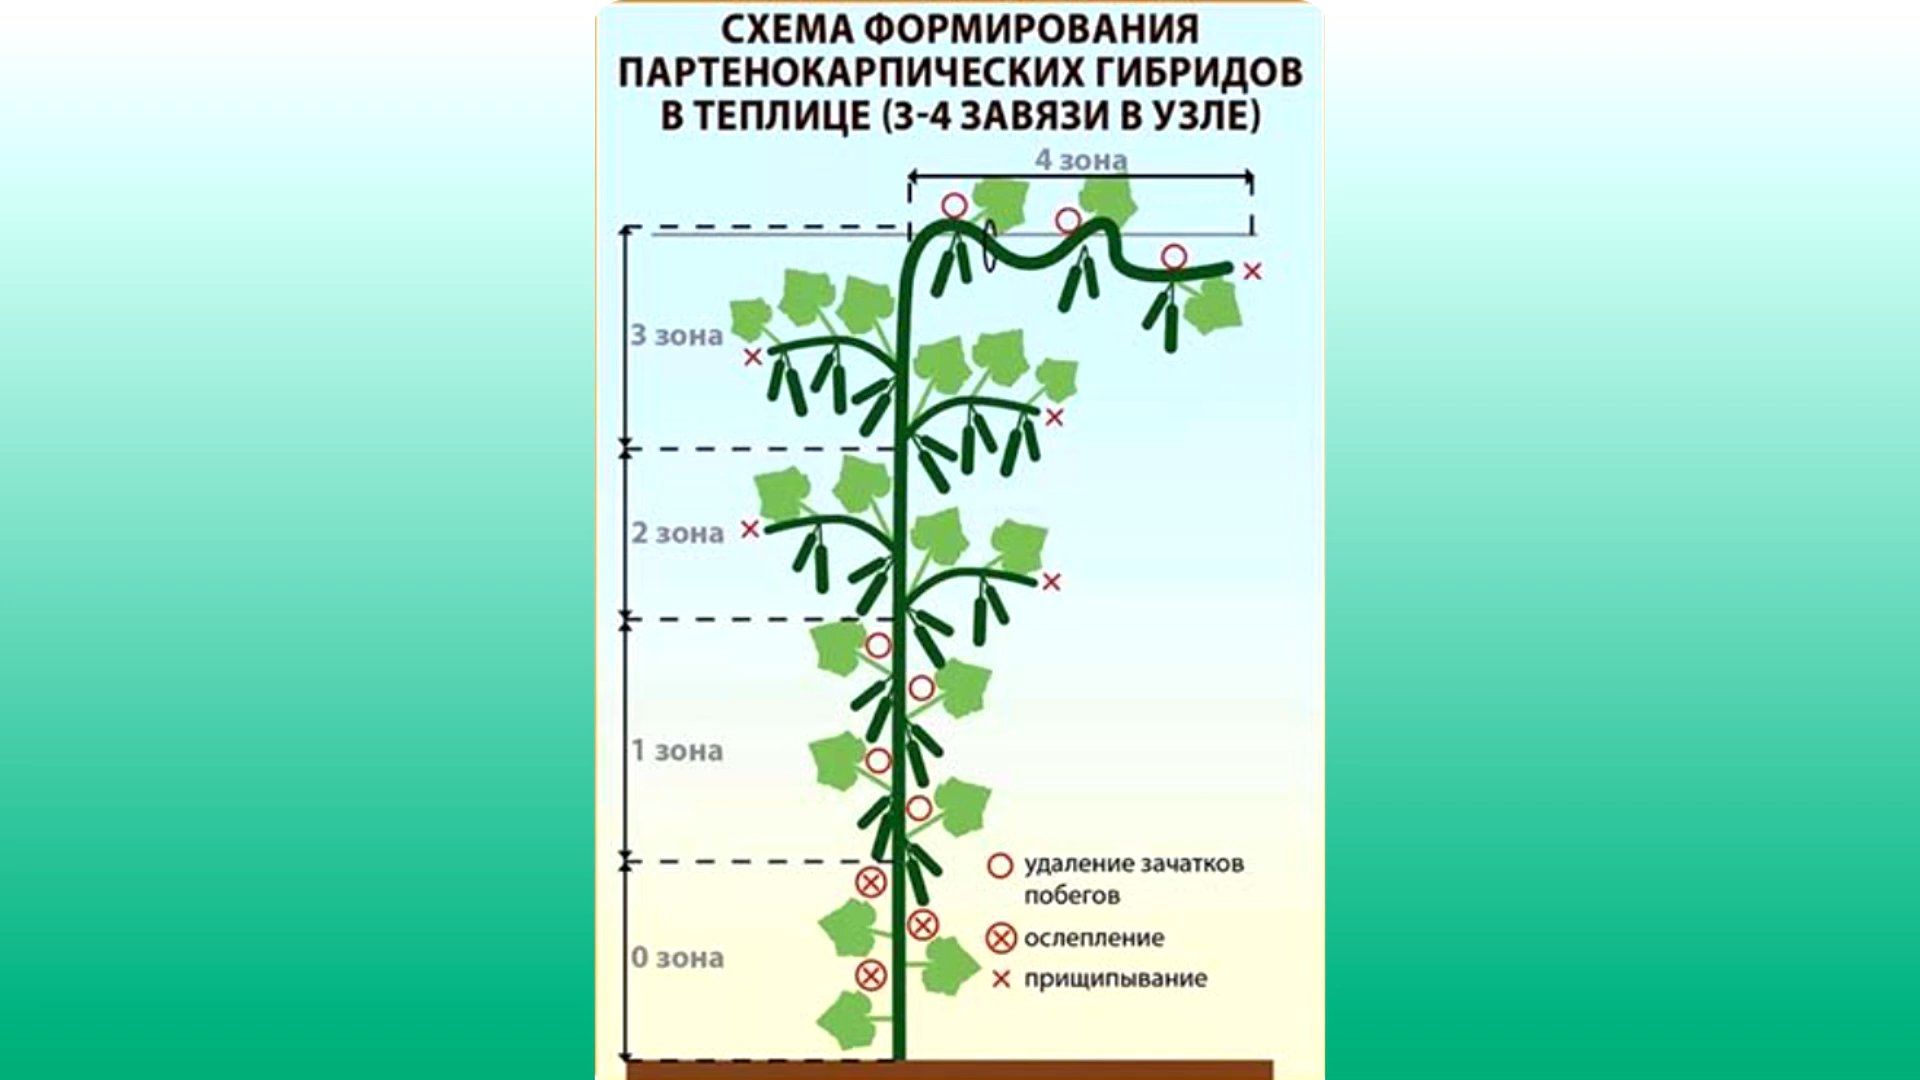 СХЕМА ФОРМИРОВАНИЯ
ПАРТЕНОКАРПИЧЕСКИХ ГИБРИДОВ
В ТЕПЛИЦЕ (3-4 ЗАВЯЗИ В УЗЛЕ)
4 зона
3 зона
2 зона
1 зона
удаление зачатков
побегов
ослепление
0 зона
прищипывание